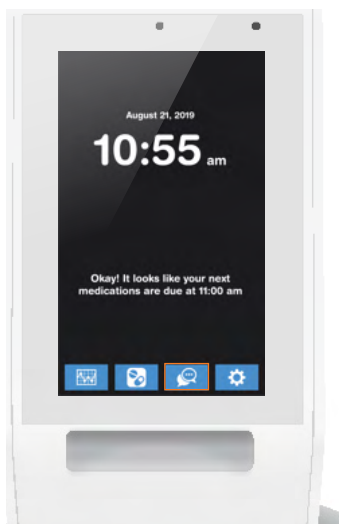 August 21, 2019
10:55 am
Okay! It looks like your next
medications are due at 11:00 am